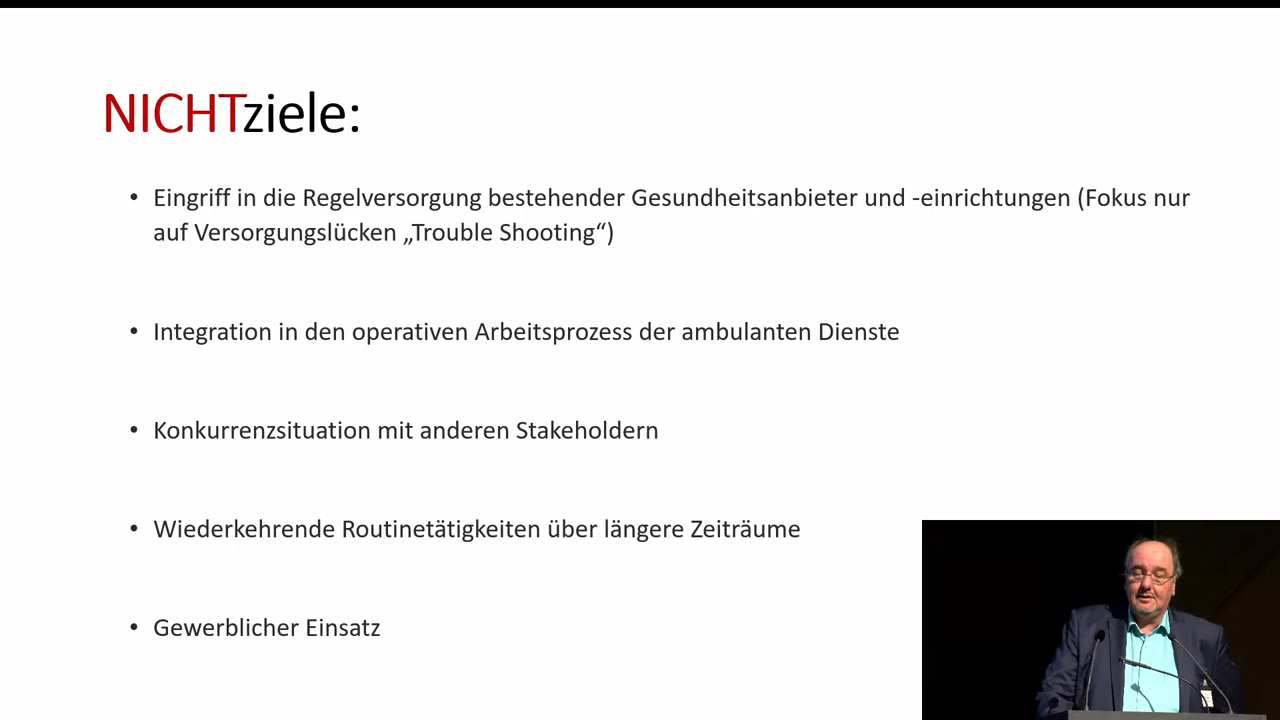 NICHTziele:
• Eingriff in die Regelversorgung bestehender Gesundheitsanbieter und -einrichtungen (Fokus nur
auf Versorgungslücken „Trouble Shooting“)
• Integration in den operativen Arbeitsprozess der ambulanten Dienste
• Konkurrenzsituation mit anderen Stakeholdern
• Wiederkehrende Routinetätigkeiten über längere Zeiträume
• Gewerblicher Einsatz